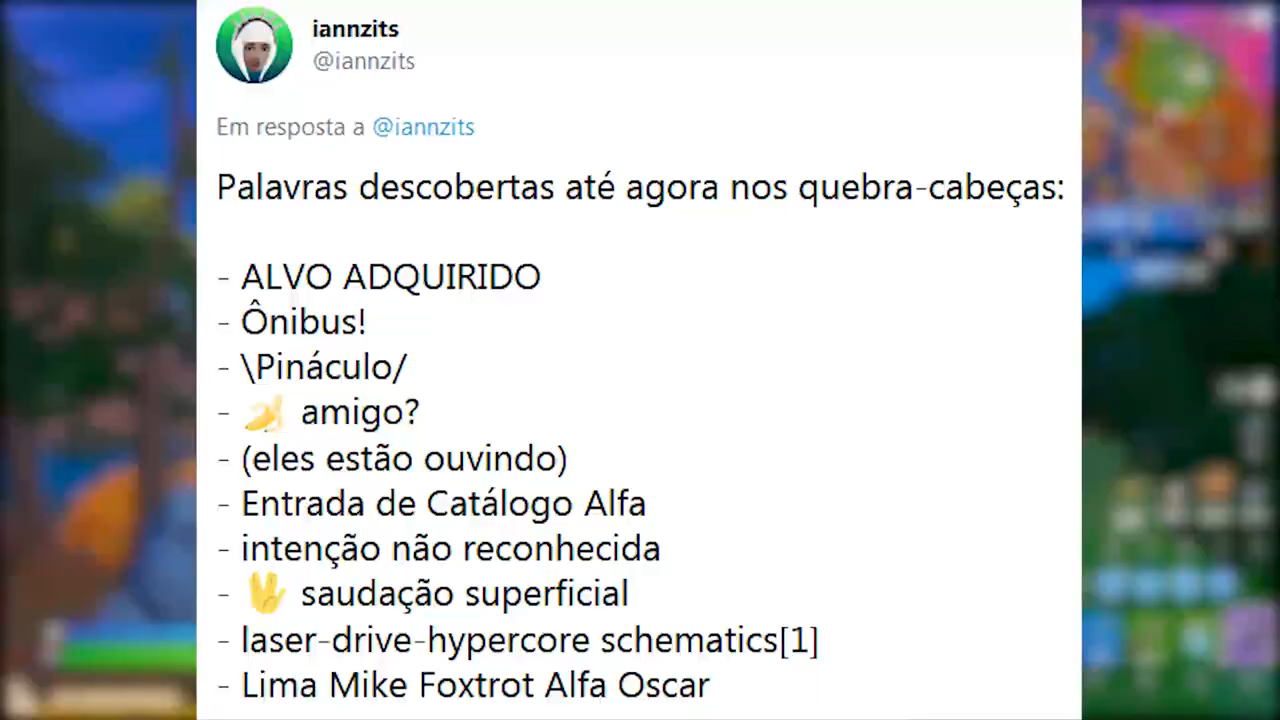 iannzits
@iannzits
Em resposta a @iannzits
Palavras descobertas até agora nos quebra-cabeças:
- ALVO ADQUIRIDO
- Ônibus!
- \Pináculo/
- 🍌 amigo?
- (eles estão ouvindo)
- Entrada de Catálogo Alfa
- intenção não reconhecida
- 🖖 saudação superficial
- laser-drive-hypercore schematics[1]
- Lima Mike Foxtrot Alfa Oscar